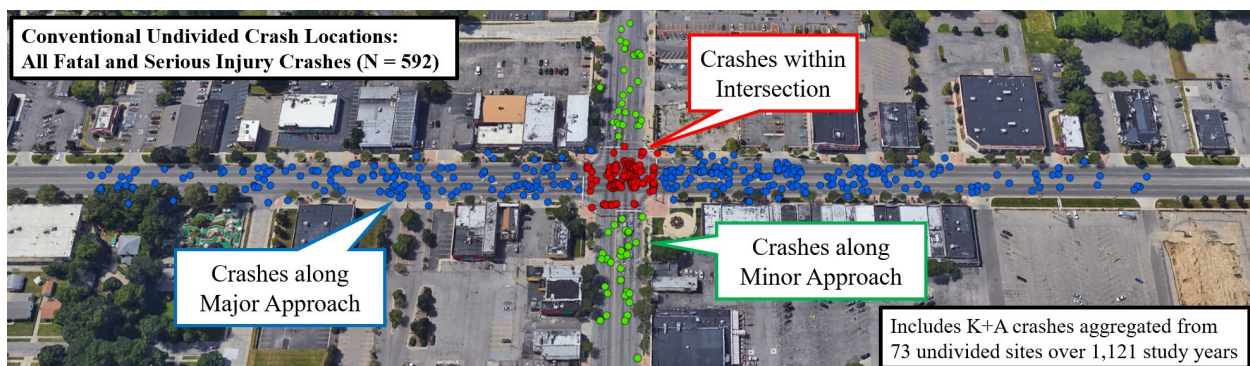 Conventional Undivided Crash Locations:
All Fatal and Serious Injury Crashes (N = 592)
Crashes within
Intersection
Crashes along
Major Approach
Crashes along
Minor Approach
Includes K+A crashes aggregated from
73 undivided sites over 1,121 study years